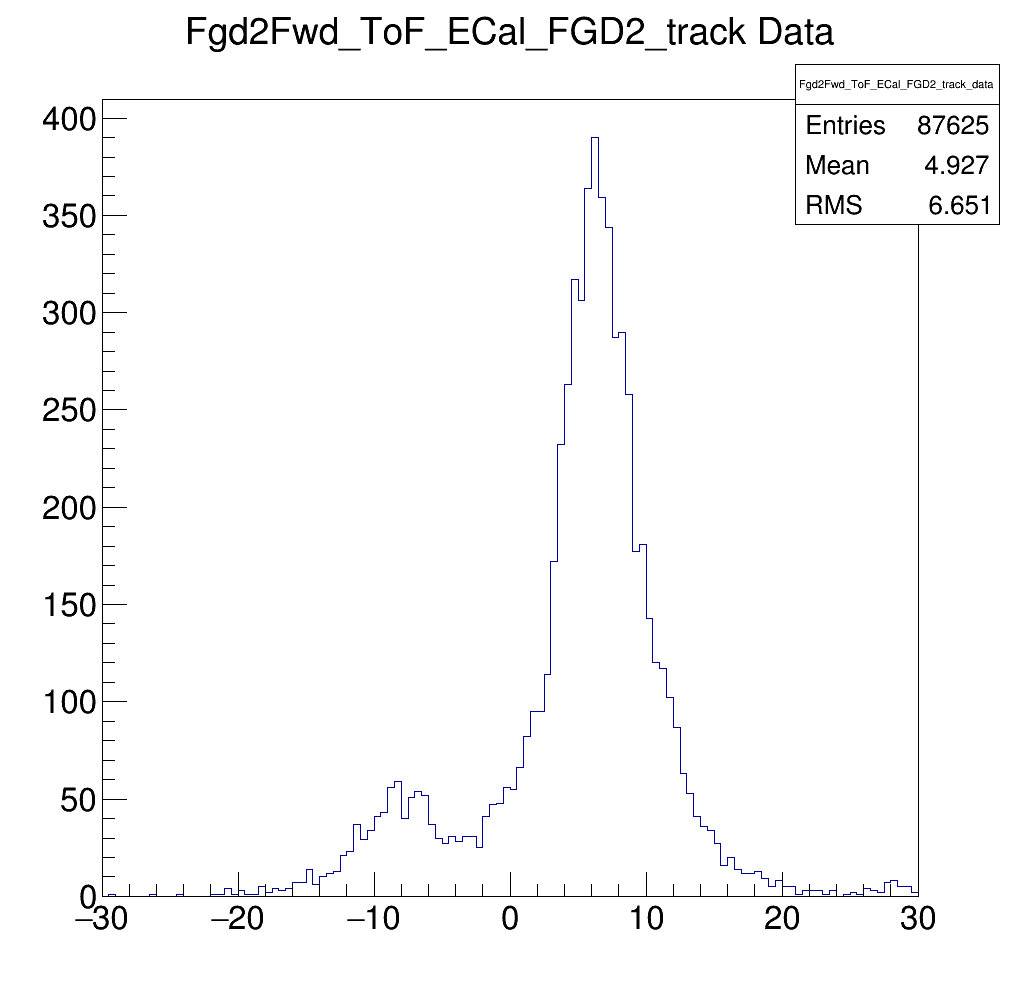 Fgd2Fwd_ToF_ECal_FGD2_track Data
Fgd2Fwd_ToF_ECal_FGD2_track_data
Entries 87625
Mean 4.927
RMS 6.651
400
350
300
250
200
150
100
50
0
−30 −20 −10 0 10 20 30